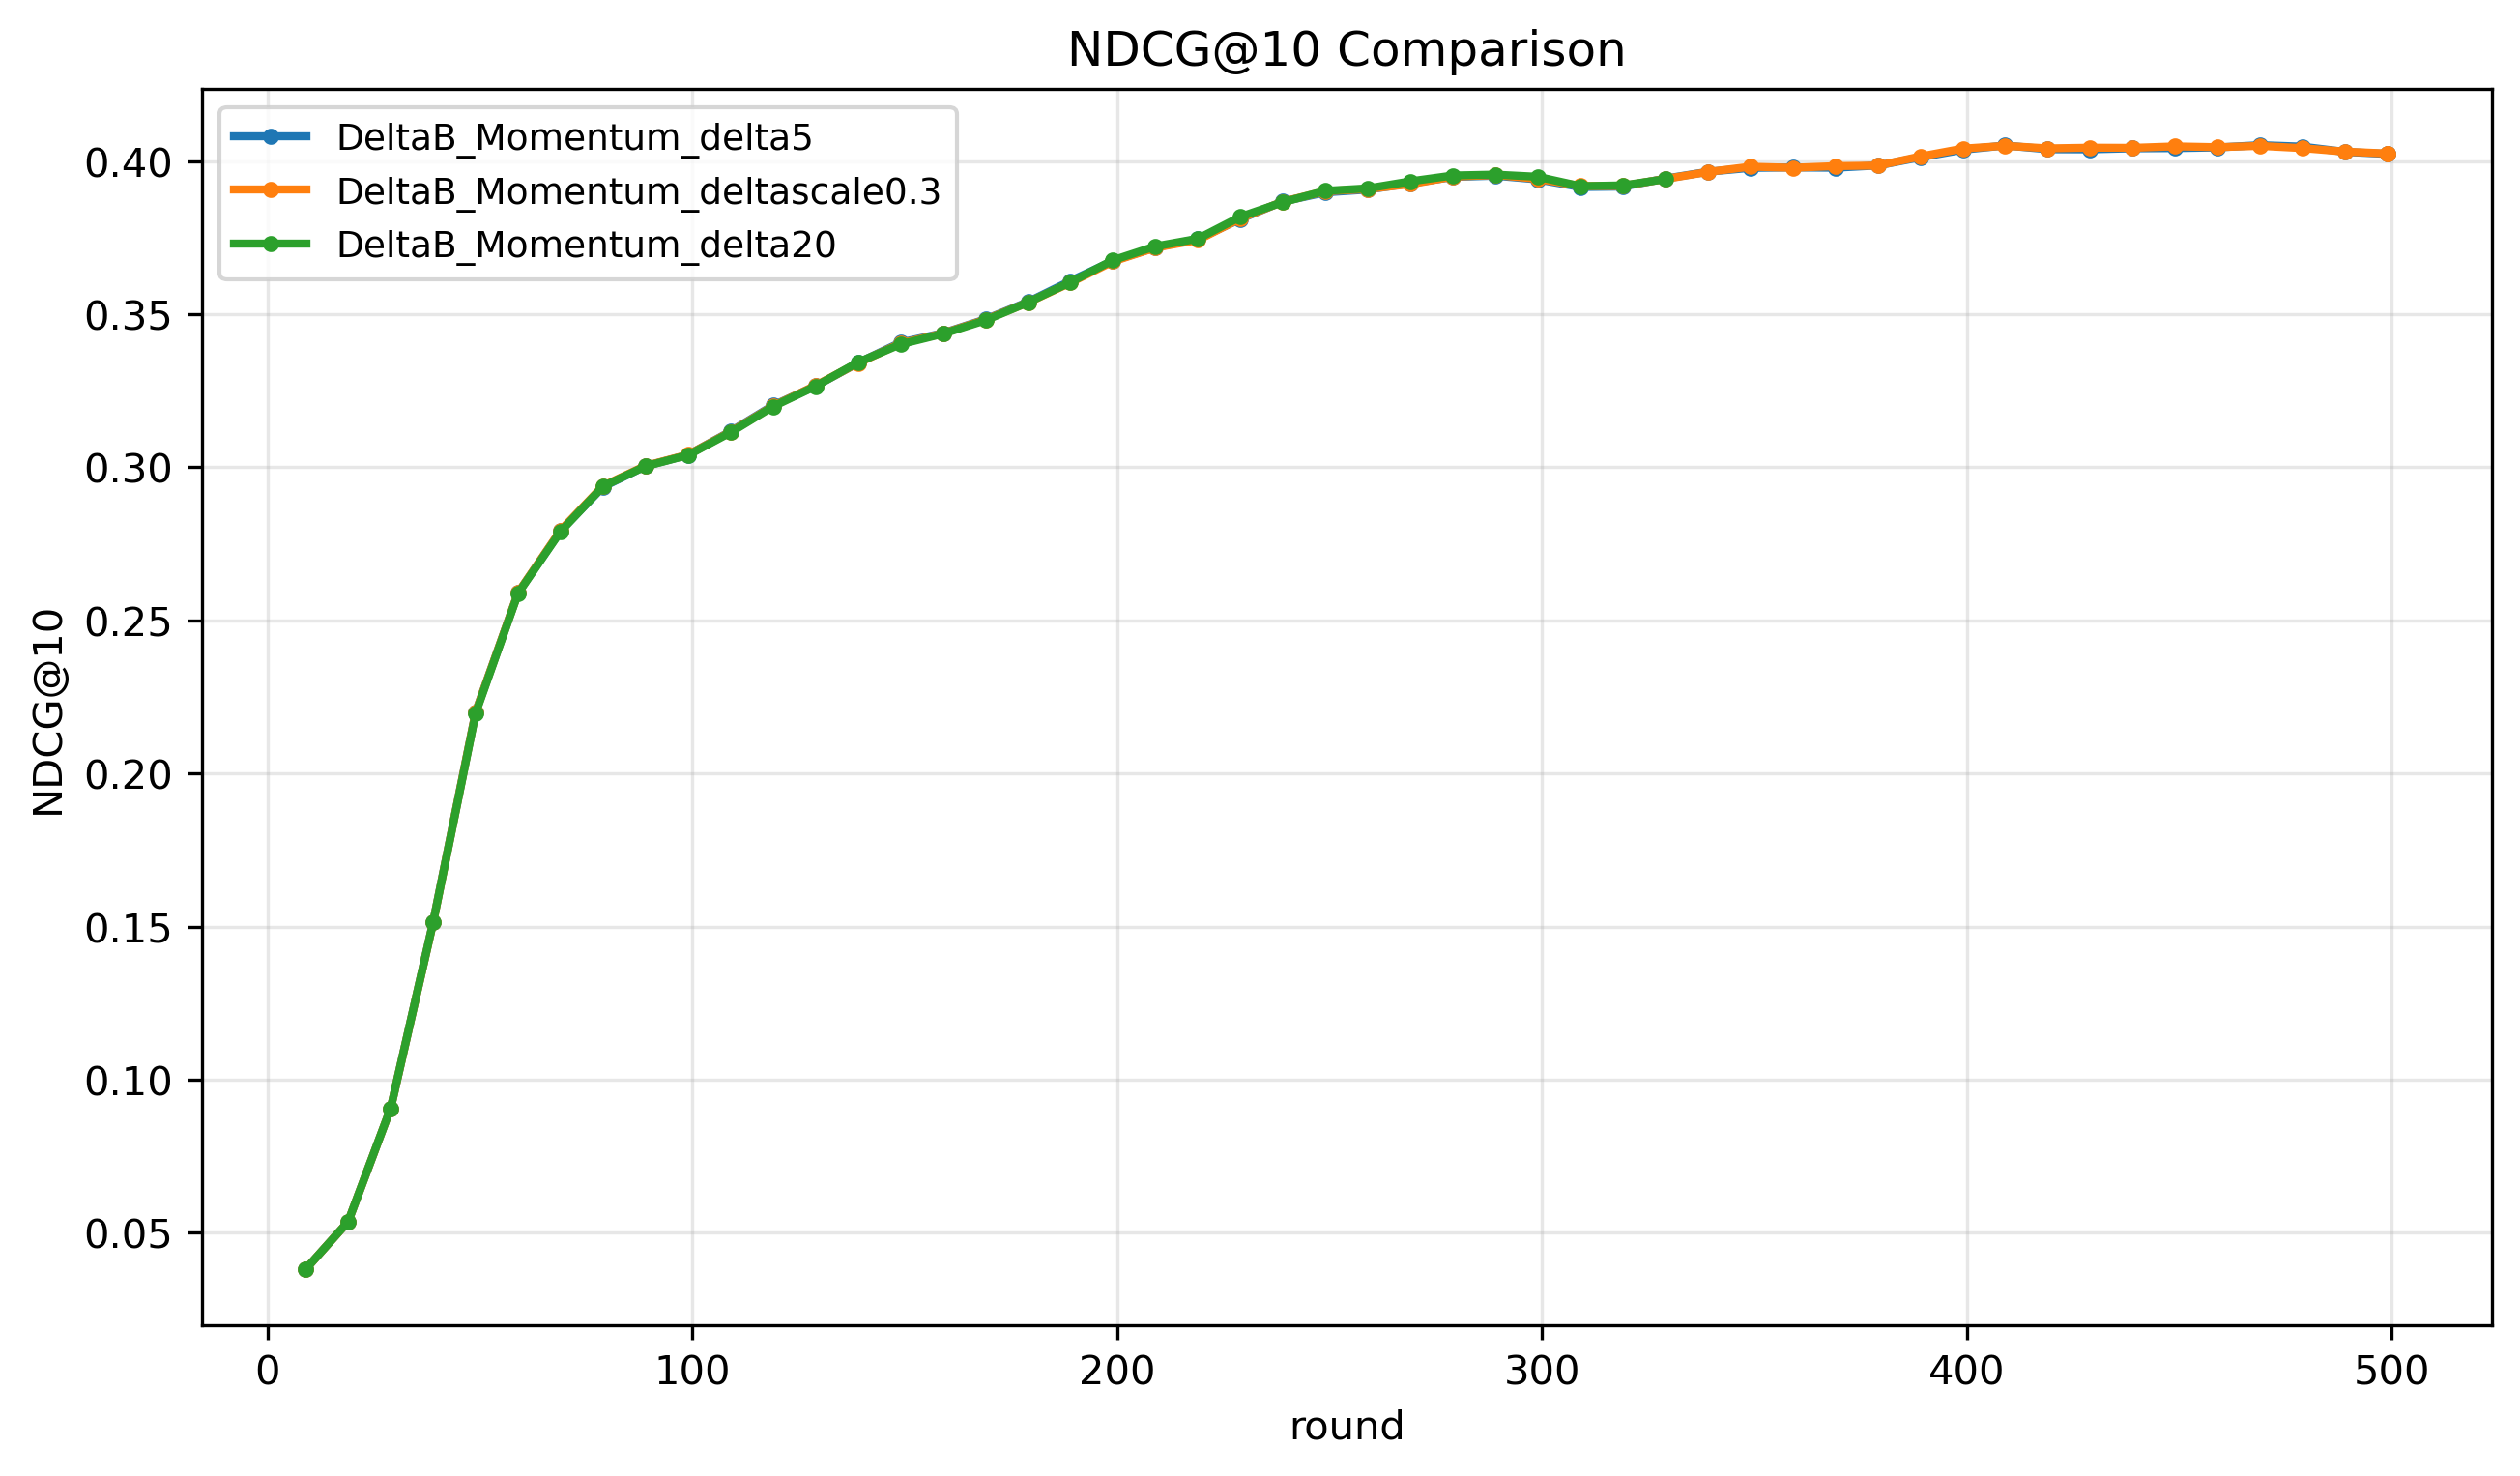 NDCG@10 Comparison
DeltaB_Momentum_delta5
DeltaB_Momentum_deltascale0.3
DeltaB_Momentum_delta20
0.40
0.35
0.30
0.25
0.20
0.15
0.10
0.05
NDCG@10
0 100 200 300 400 500
round